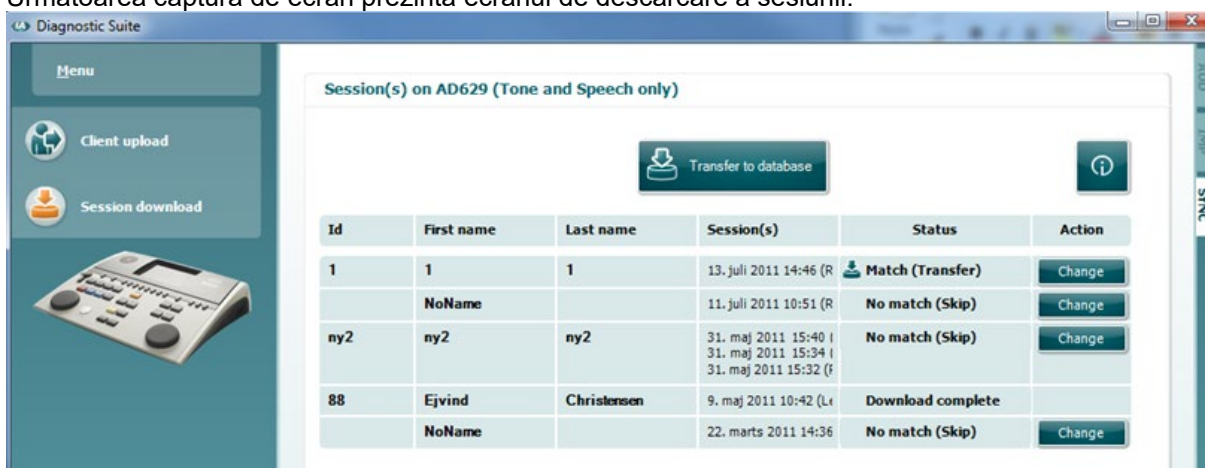 Următoarea captură de ecran prezintă ecranul de descărcare a sesiunii:
Diagnostic Suite
Menu
Client upload
Session download
Session(s) on AD629 (Tone and Speech only)
Transfer to database
Id First name Last name Session(s) Status Action
1 1 1 13. juli 2011 14:46 (R Match (Transfer) Change
NoName 11. juli 2011 10:51 (R No match (Skip) Change
ny2 ny2 ny2 31. maj 2011 15:40 ( No match (Skip) Change
31. maj 2011 15:34 (
31. maj 2011 15:32 (F
88 Ejvind Christensen 9. maj 2011 10:42 (Le Download complete
NoName 22. marts 2011 14:36 No match (Skip) Change
AUD
IMP
SYNC